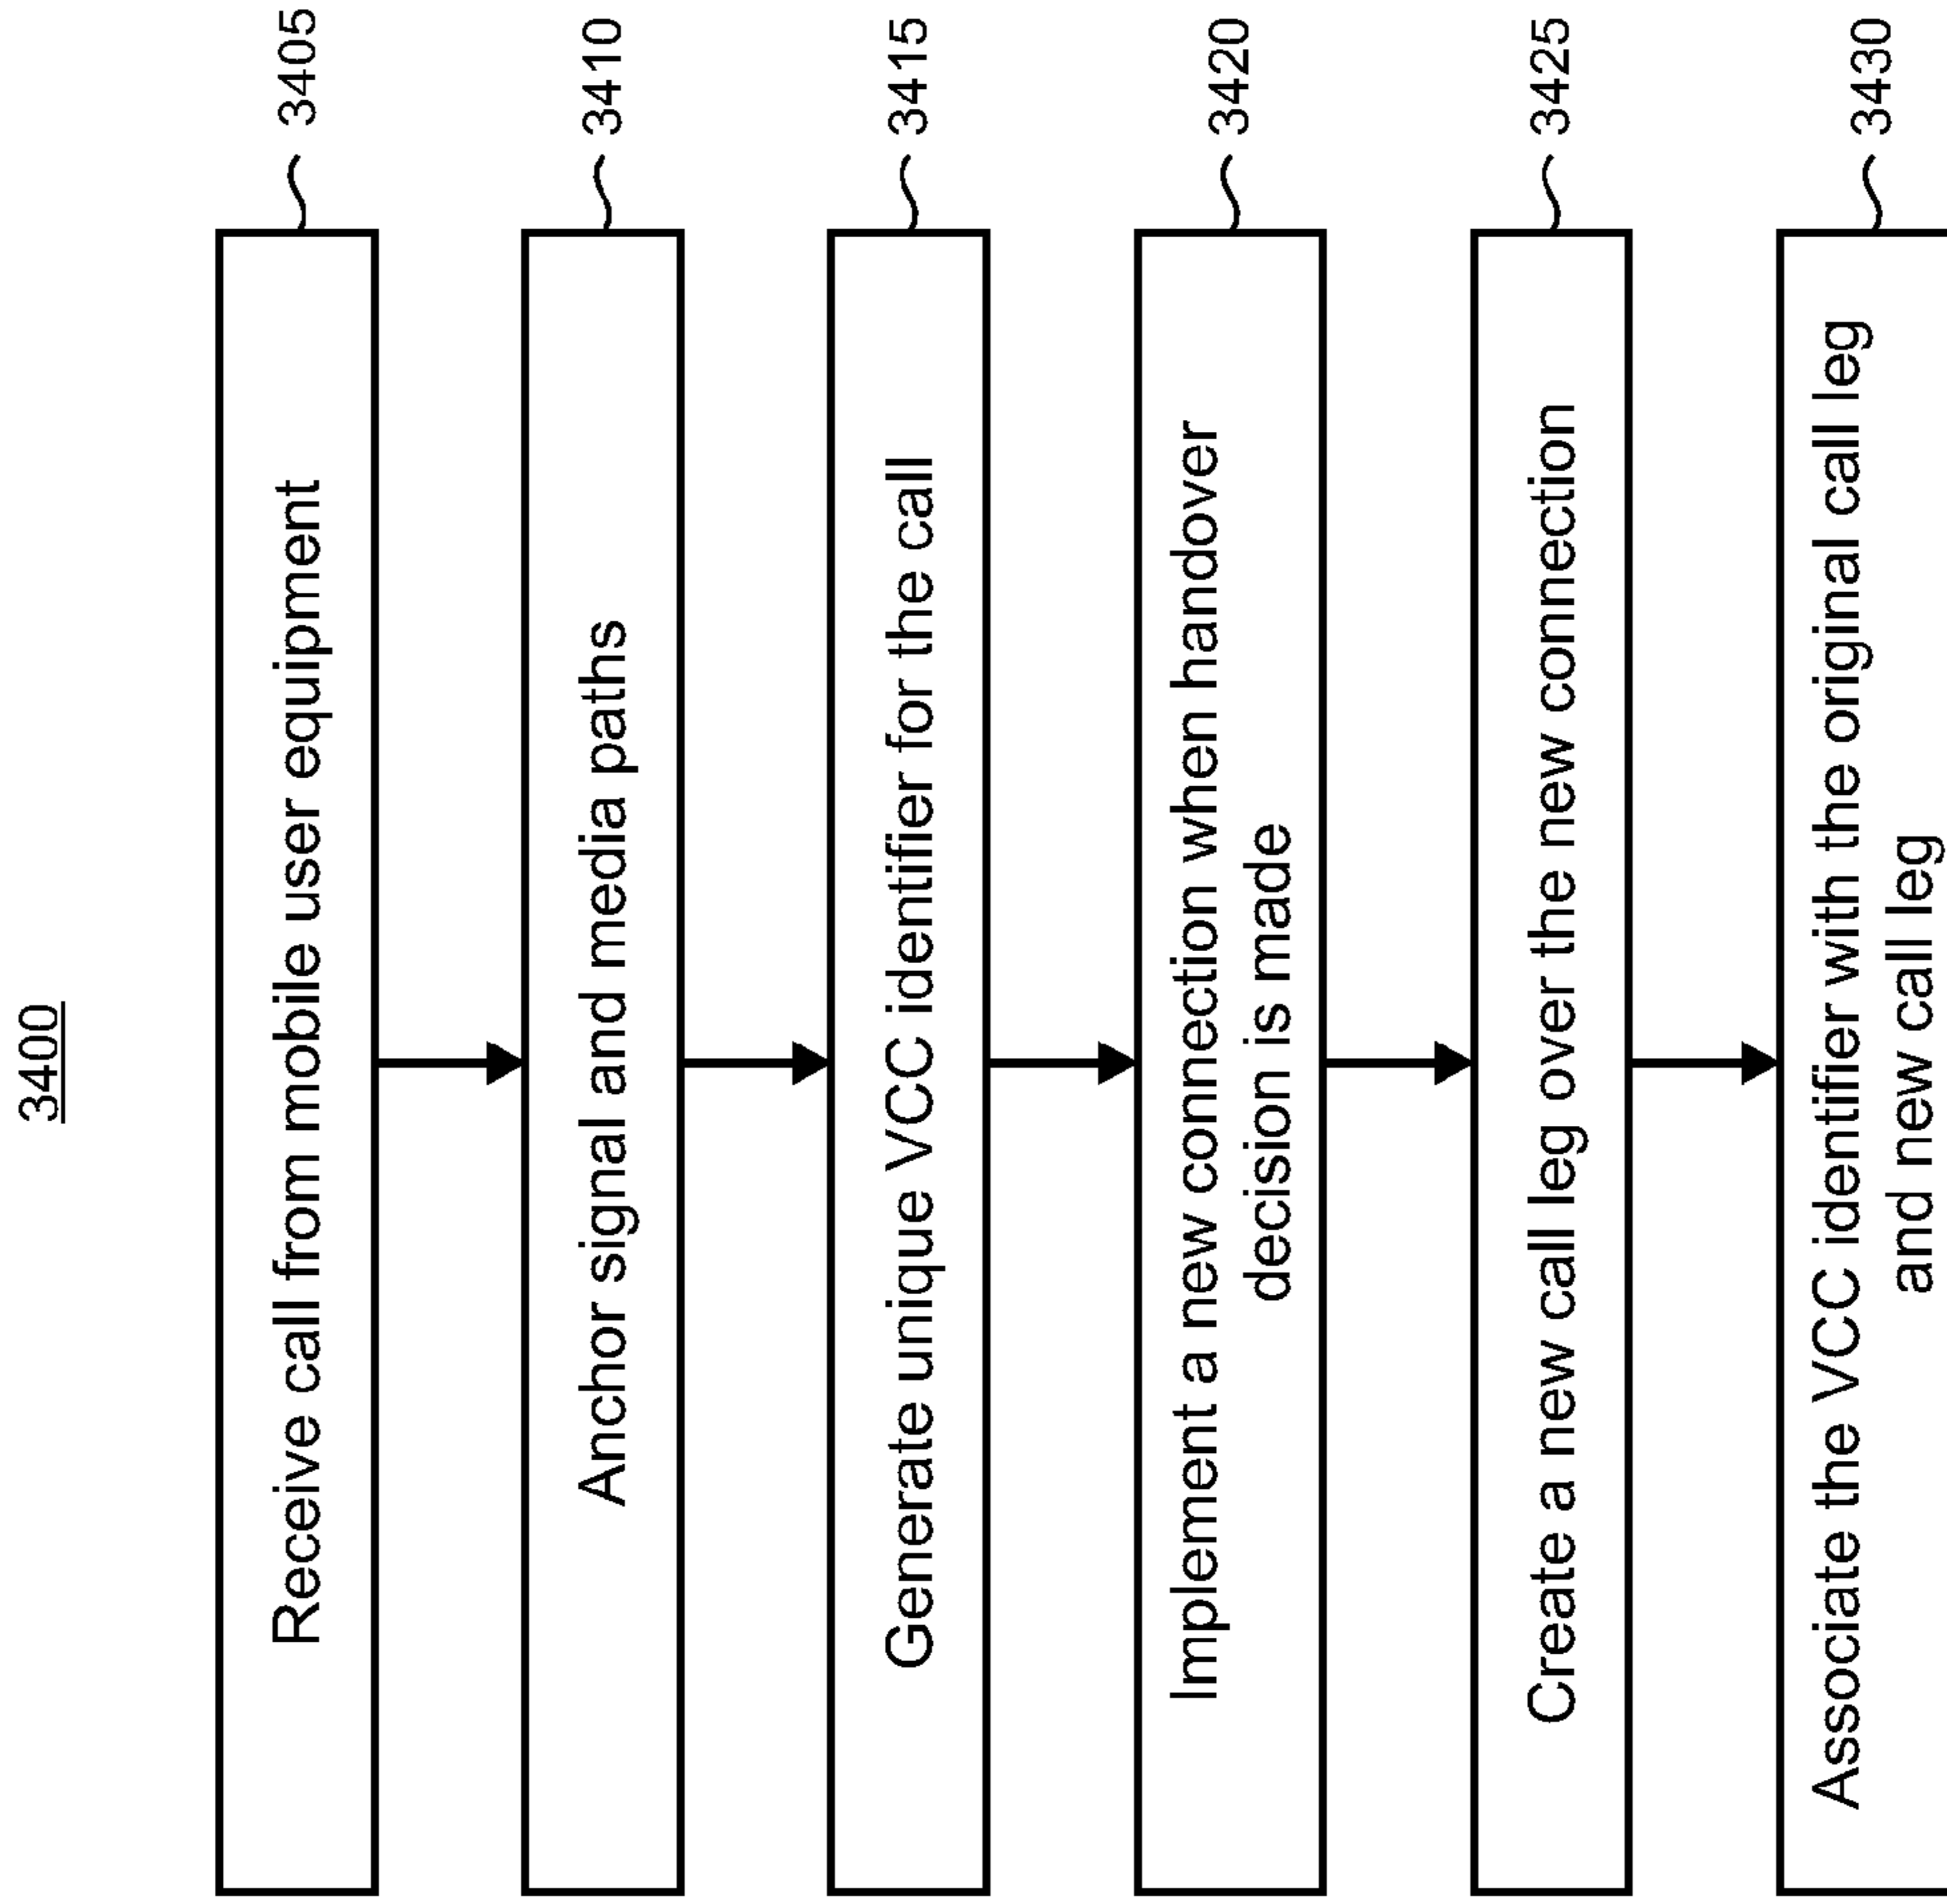 3400
Receive call from mobile user equipment
3405
Anchor signal and media paths
3410
Generate unique VCC identifier for the call
3415
Implement a new connection when handover
decision is made
3420
Create a new call leg over the new connection
3425
Associate the VCC identifier with the original call leg
and new call leg
3430